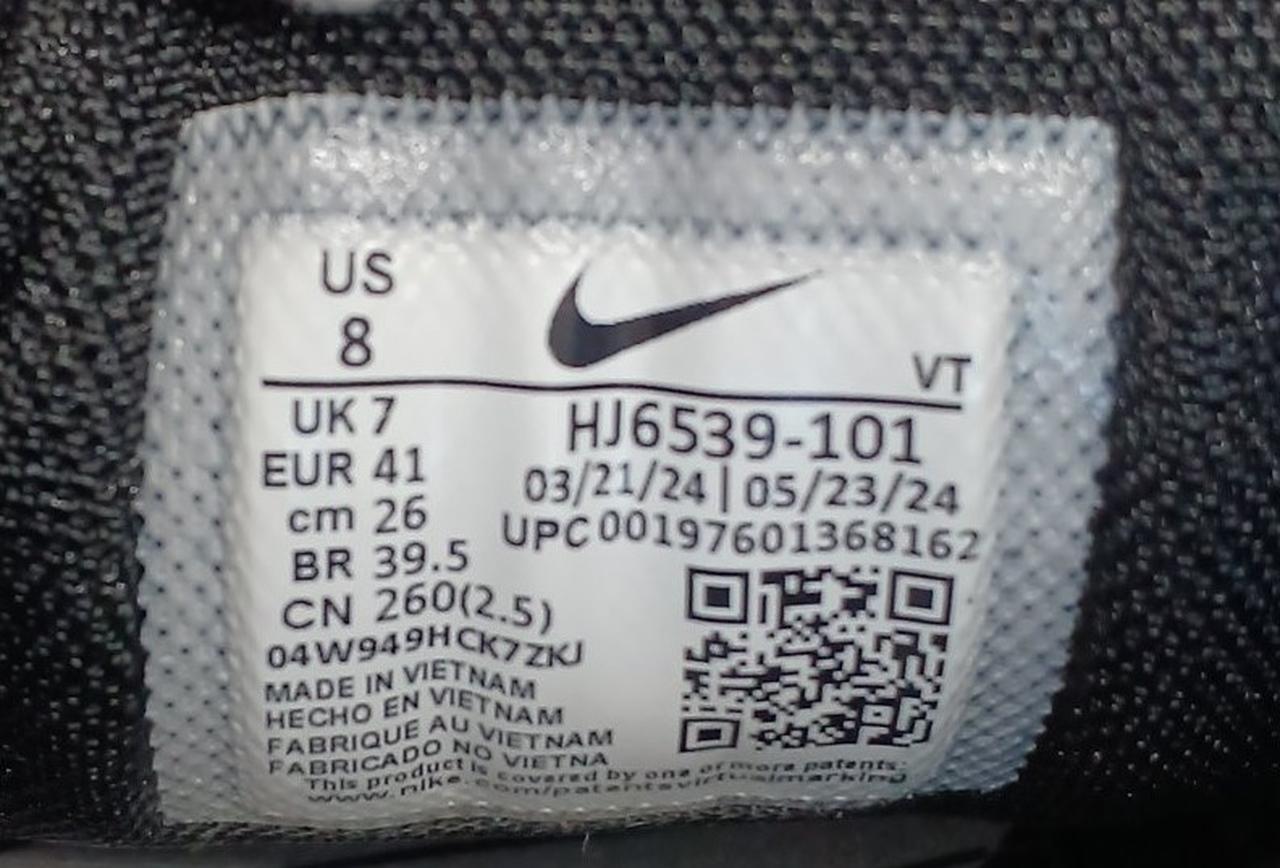 US
8
VT
UK 7
EUR 41
cm 26
BR 39.5
CN 260(2.5)
HJ6539-101
03/21/24 | 05/23/24
UPC 00197601368162
04W949HCK7ZKJ
MADE IN VIETNAM
HECHO EN VIETNAM
FABRIQUE AU VIETNAM
FABRICADO NO VIETNA
This product is covered by one or more patents:
www.nike.com/patentsvirtualmarking